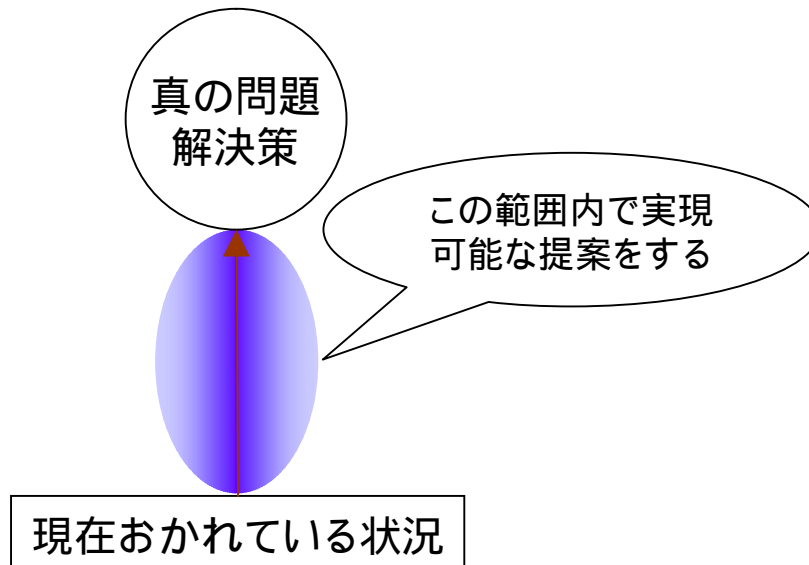 真の問題
解決策
この範囲内で実現
可能な提案をする
現在おかれている状況